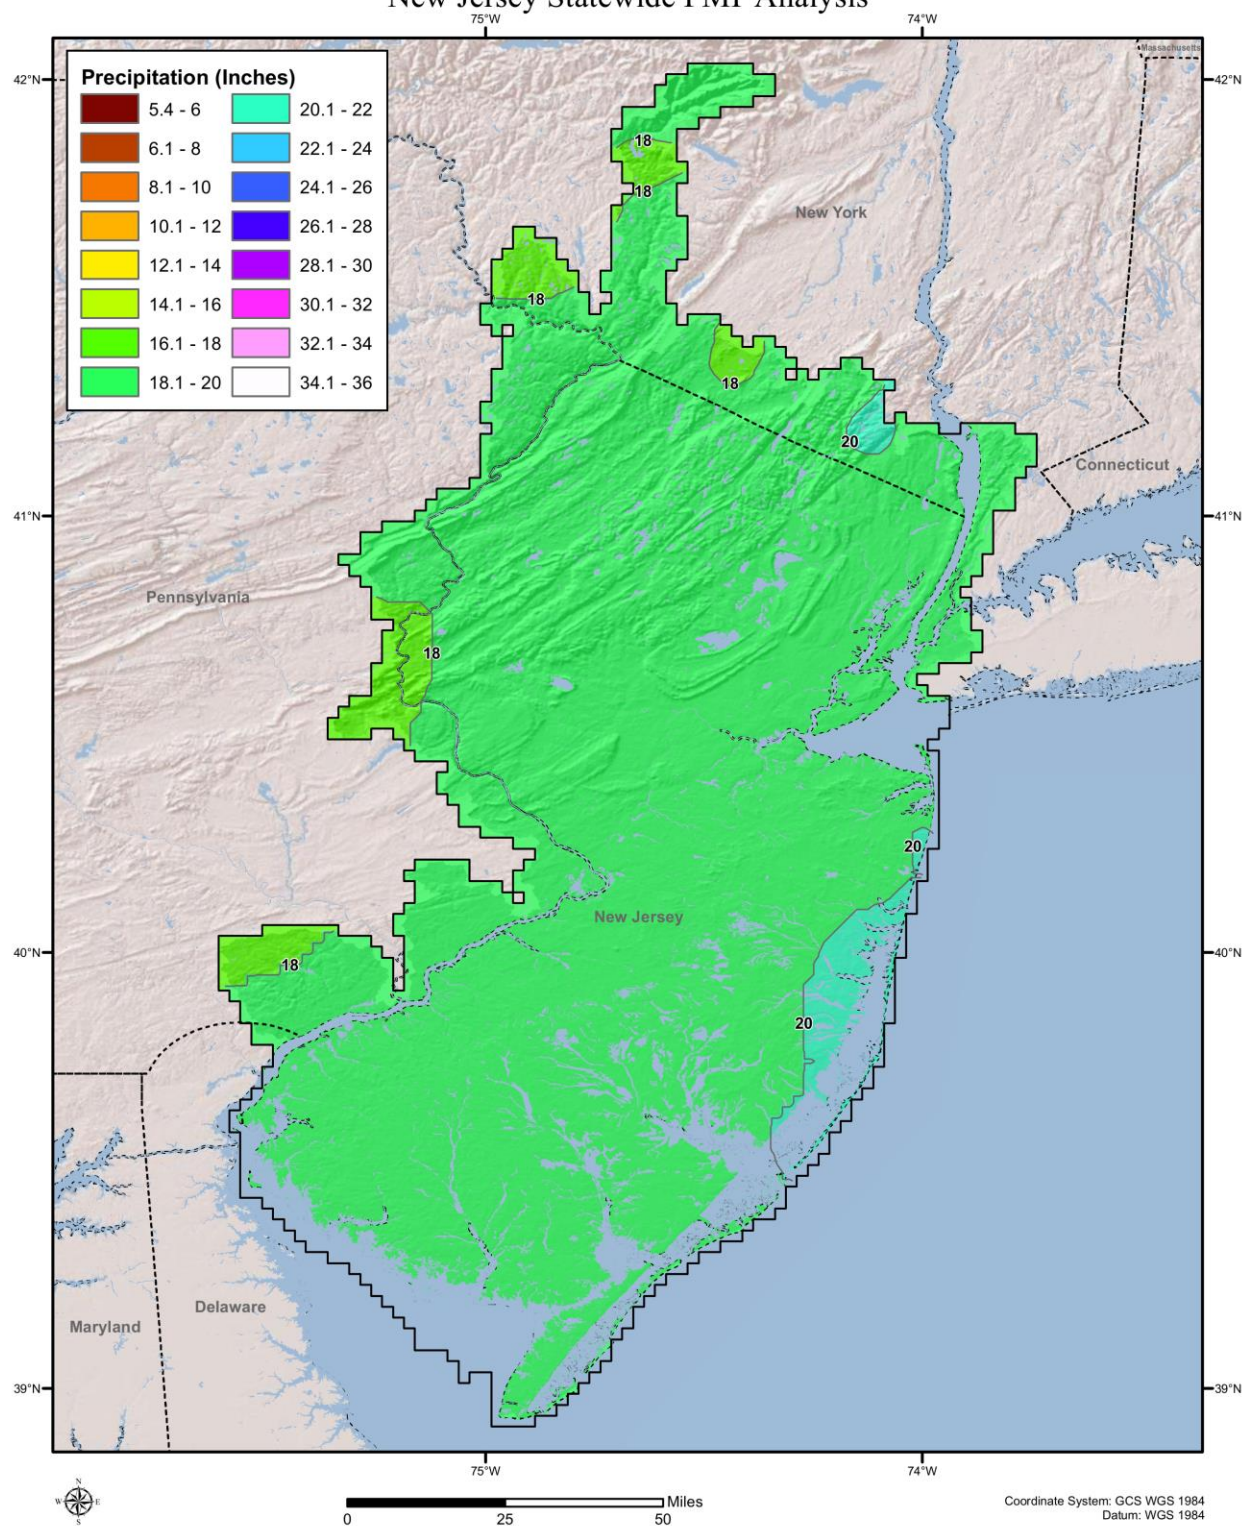 New Jersey Statewide PMP Analysis
75°W 74°W
Massachusetts
42°N 42°N
Precipitation (Inches)
5.4 - 6 20.1 - 22
6.1 - 8 22.1 - 24
8.1 - 10 24.1 - 26
10.1 - 12 26.1 - 28
12.1 - 14 28.1 - 30
14.1 - 16 30.1 - 32
16.1 - 18 32.1 - 34
18.1 - 20 34.1 - 36
18
18
New York
18
18
20
Connecticut
41°N 41°N
Pennsylvania
18
20
New Jersey
40°N 40°N
18
20
Delaware
Maryland
39°N 39°N
75°W 74°W
N
W E
S
Miles
0 25 50
Coordinate System: GCS WGS 1984
Datum: WGS 1984